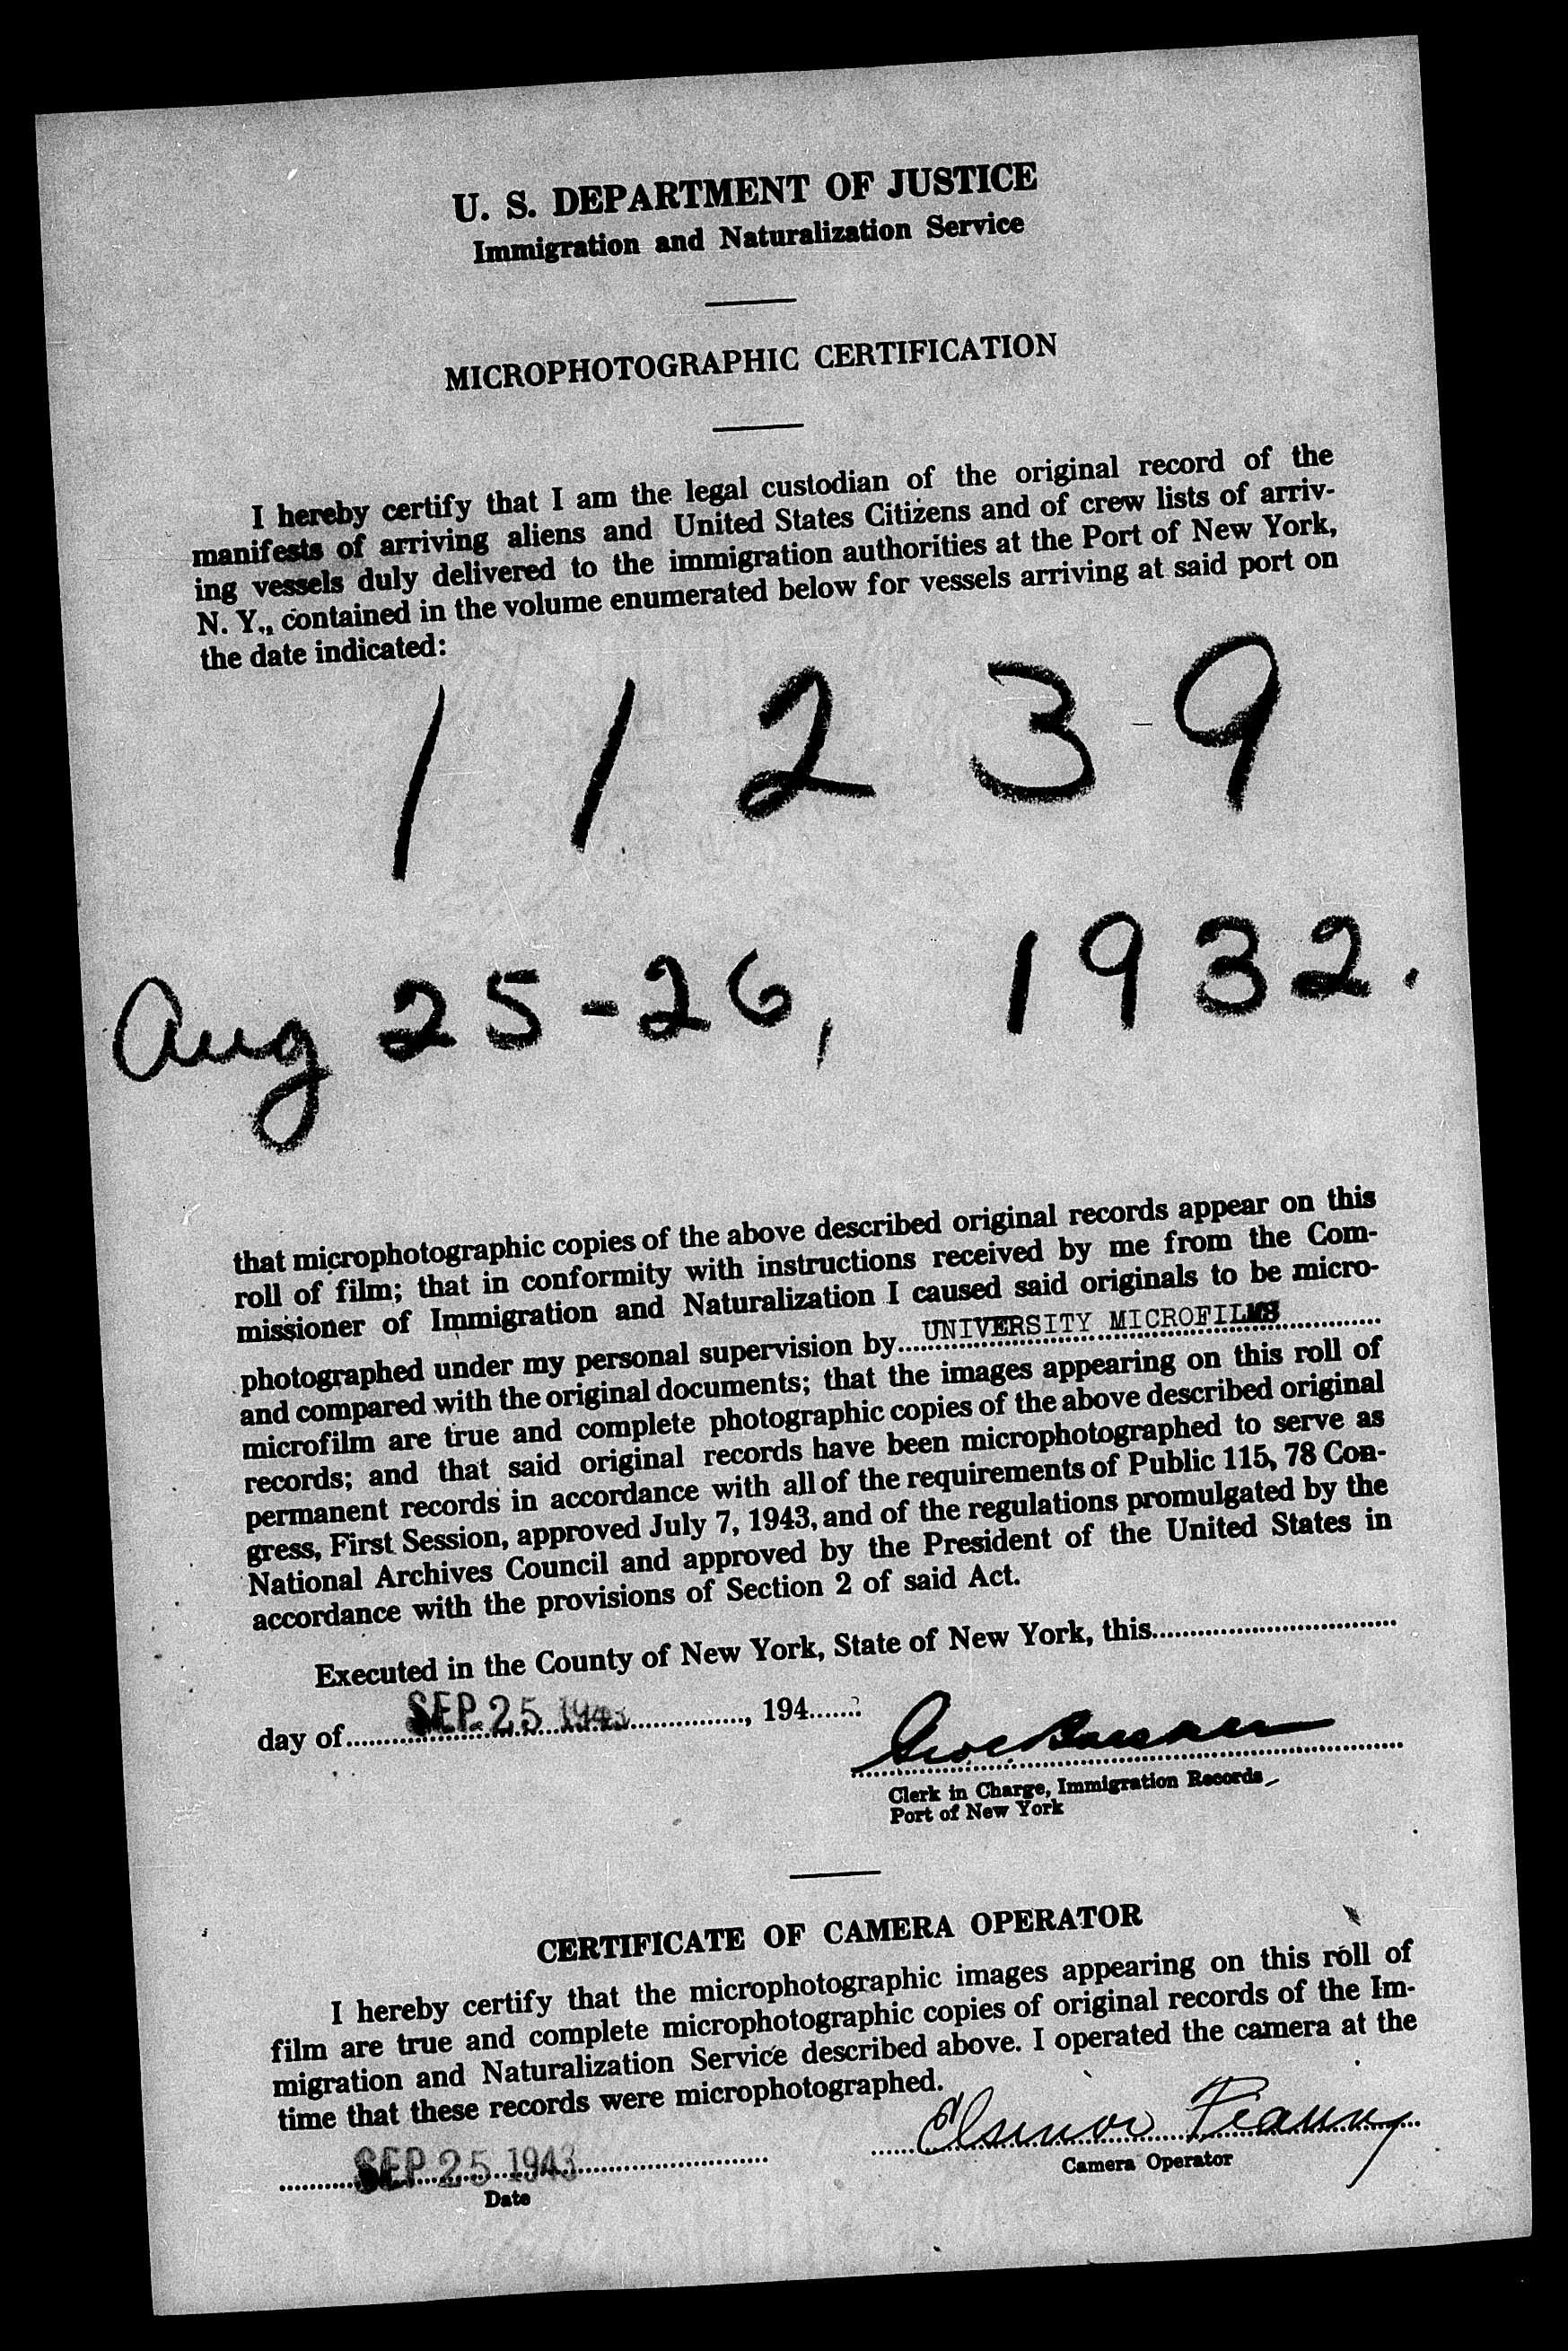 U. S. DEPARTMENT OF JUSTICE
Immigration and Naturalization Service
MICROPHOTOGRAPHIC CERTIFICATION
I hereby certify that I am the legal custodian of the original record of the
manifests of arriving aliens and United States Citizens and of crew lists of arriv-
ing vessels duly delivered to the immigration authorities at the Port of New York,
N. Y., contained in the volume enumerated below for vessels arriving at said port on
the date indicated:
11239
Aug 25-26, 1932.
that microphotographic copies of the above described original records appear on this
roll of film; that in conformity with instructions received by me from the Com-
missioner of Immigration and Naturalization I caused said originals to be micro-
photographed under my personal supervision by UNIVERSITY MICROFILMS
and compared with the original documents; that the images appearing on this roll of
microfilm are true and complete photographic copies of the above described original
records; and that said original records have been microphotographed to serve as
permanent records in accordance with all of the requirements of Public 115, 78 Con-
gress, First Session, approved July 7, 1943, and of the regulations promulgated by the
National Archives Council and approved by the President of the United States in
accordance with the provisions of Section 2 of said Act.
Executed in the County of New York, State of New York, this
day of SEP 25 1943, 194
Clerk in Charge, Immigration Records
Port of New York
CERTIFICATE OF CAMERA OPERATOR
I hereby certify that the microphotographic images appearing on this roll of
film are true and complete microphotographic copies of original records of the Im-
migration and Naturalization Service described above. I operated the camera at the
time that these records were microphotographed.
SEP 25 1943
Camera Operator
Date